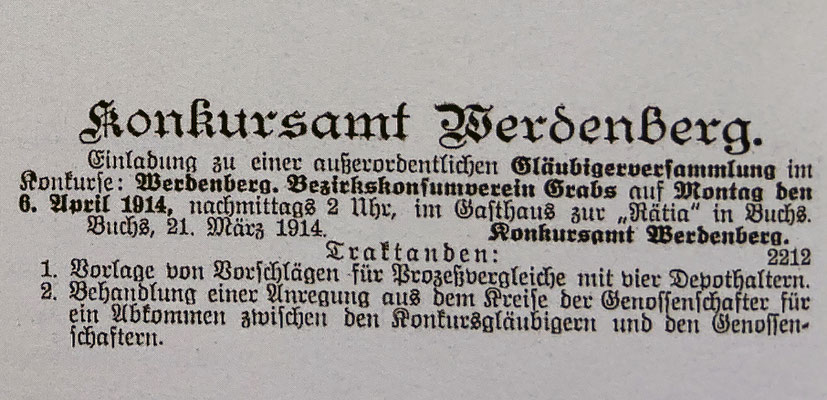 Konkursamt Werdenberg.
Einladung zu einer außerordentlichen Gläubigerversammlung im
Konkurse: Werdenberg. Bezirkskonsumverein Grabs auf Montag den
6. April 1914, nachmittags 2 Uhr, im Gasthaus zur „Rätia" in Buchs.
Buchs, 21. März 1914. Konkursamt Werdenberg.
Traktanden: 2212
1. Vorlage von Vorschlägen für Prozeßvergleiche mit vier Depothaltern.
2. Behandlung einer Anregung aus dem Kreise der Genossenschafter für
ein Abkommen zwischen den Konkursgläubigern und den Genossen-
schaftern.